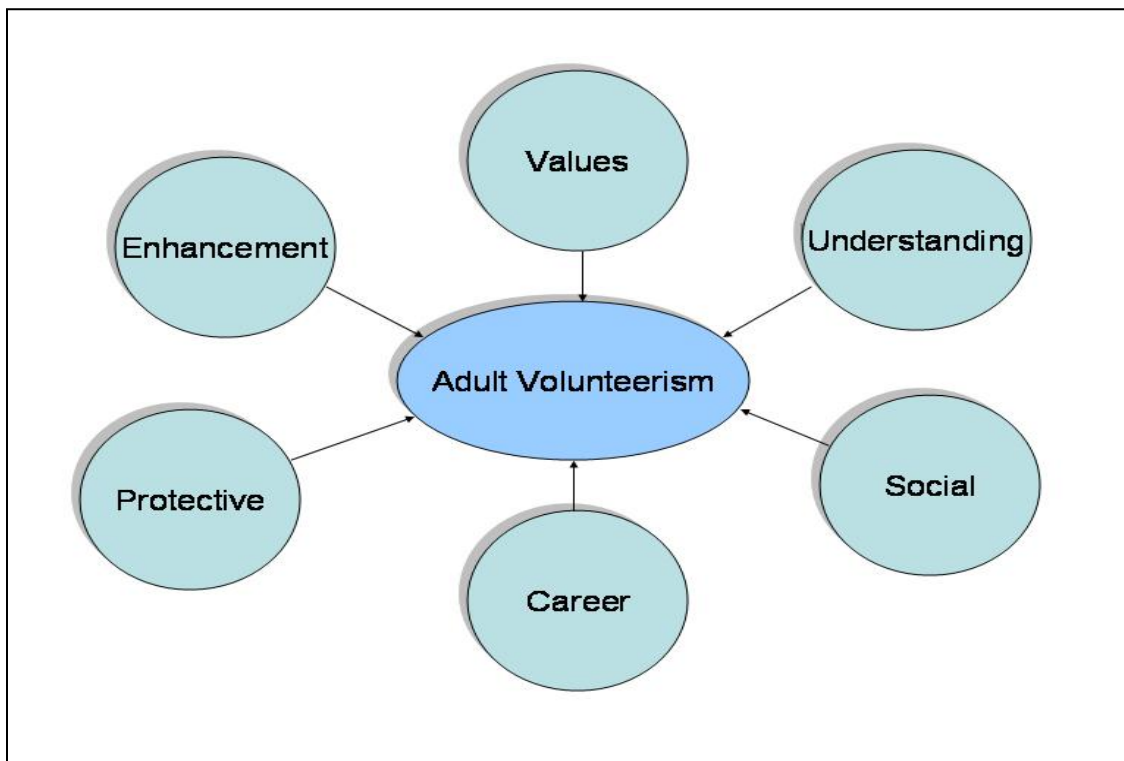 Values
Enhancement
Understanding
Adult Volunteerism
Protective
Social
Career